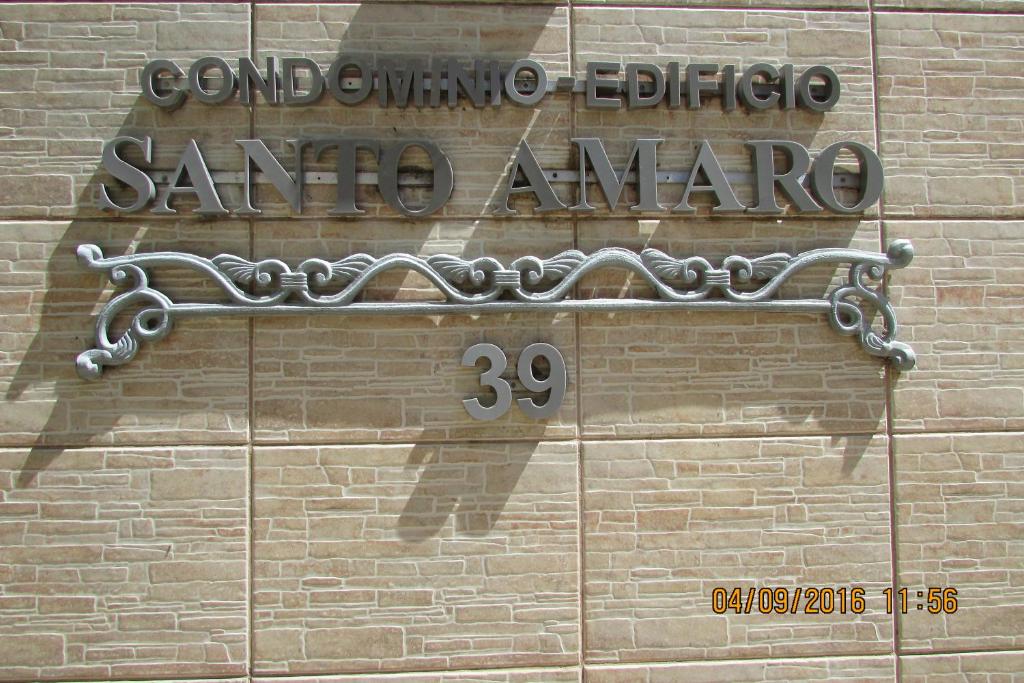 CONDOMINIO-EDIFICIO
SANTO AMARO
39
04/09/2016 11:56